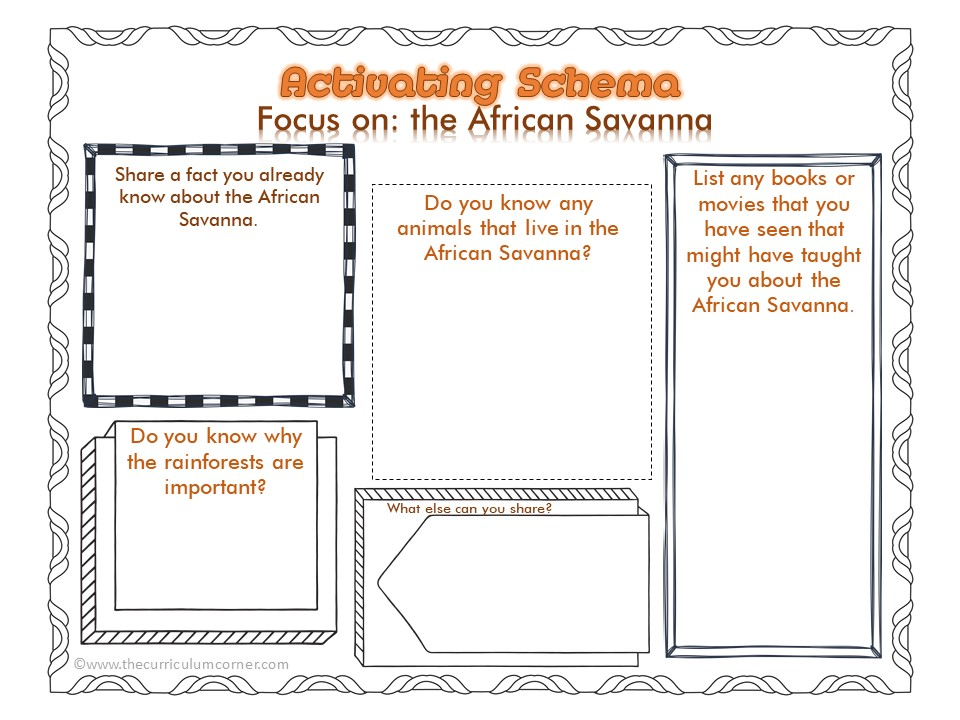 Activating Schema
Focus on: the African Savanna
Share a fact you already
know about the African
Savanna.
Do you know any
animals that live in the
African Savanna?
List any books or
movies that you
have seen that
might have taught
you about the
African Savanna.
Do you know why
the rainforests are
important?
What else can you share?
©www.thecurriculumcorner.com